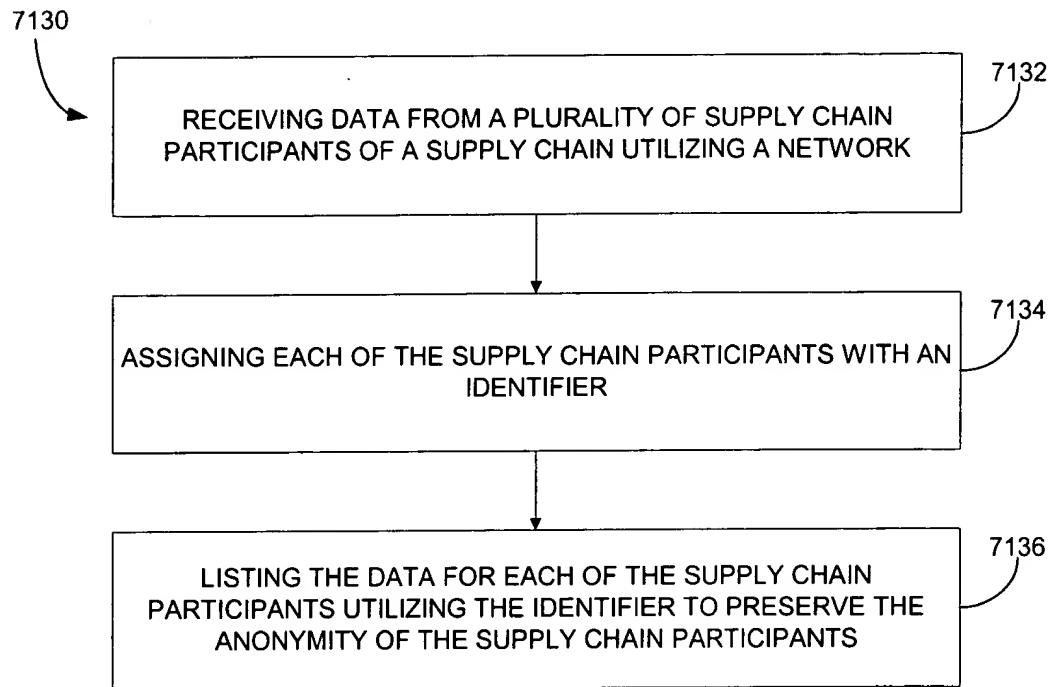 7130
7132
RECEIVING DATA FROM A PLURALITY OF SUPPLY CHAIN
PARTICIPANTS OF A SUPPLY CHAIN UTILIZING A NETWORK
7134
ASSIGNING EACH OF THE SUPPLY CHAIN PARTICIPANTS WITH AN
IDENTIFIER
7136
LISTING THE DATA FOR EACH OF THE SUPPLY CHAIN
PARTICIPANTS UTILIZING THE IDENTIFIER TO PRESERVE THE
ANONYMITY OF THE SUPPLY CHAIN PARTICIPANTS